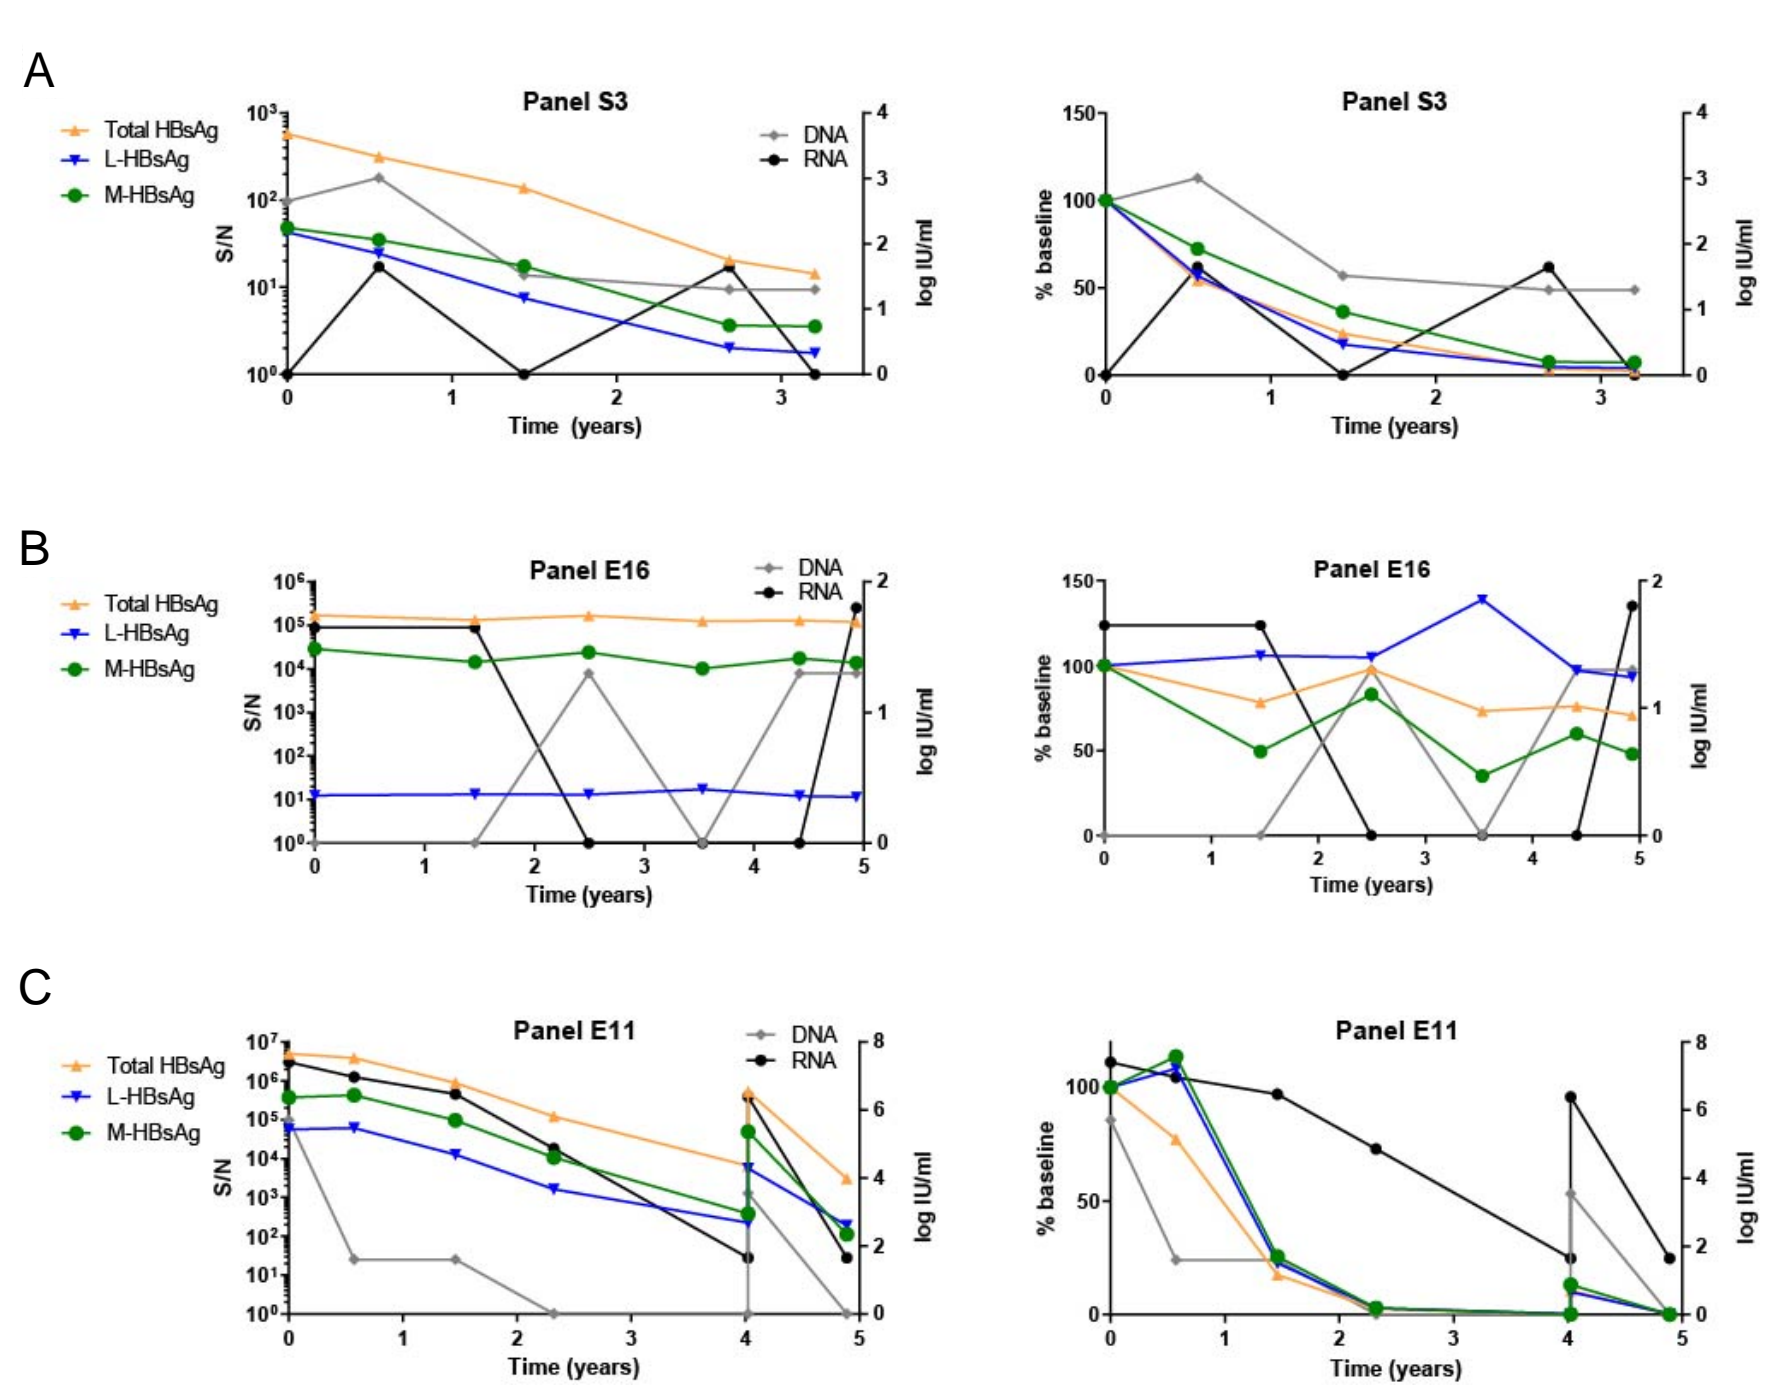 A
Panel S3
Total HBsAg
L-HBsAg
M-HBsAg
DNA
RNA
S/N
10³
10²
10¹
10⁰
4
3
2
1
0
log IU/ml
0 1 2 3
Time (years)
Panel S3
% baseline
150
100
50
0
4
3
2
1
0
log IU/ml
0 1 2 3
Time (years)
B
Panel E16
Total HBsAg
L-HBsAg
M-HBsAg
DNA
RNA
S/N
10⁶
10⁵
10⁴
10³
10²
10¹
10⁰
2
1
0
log IU/ml
0 1 2 3 4 5
Time (years)
Panel E16
% baseline
150
100
50
0
2
1
0
log IU/ml
0 1 2 3 4 5
Time (years)
C
Panel E11
Total HBsAg
L-HBsAg
M-HBsAg
DNA
RNA
S/N
10⁷
10⁶
10⁵
10⁴
10³
10²
10¹
10⁰
8
6
4
2
0
log IU/ml
0 1 2 3 4 5
Time (years)
Panel E11
% baseline
100
50
0
8
6
4
2
0
log IU/ml
0 1 2 3 4 5
Time (years)